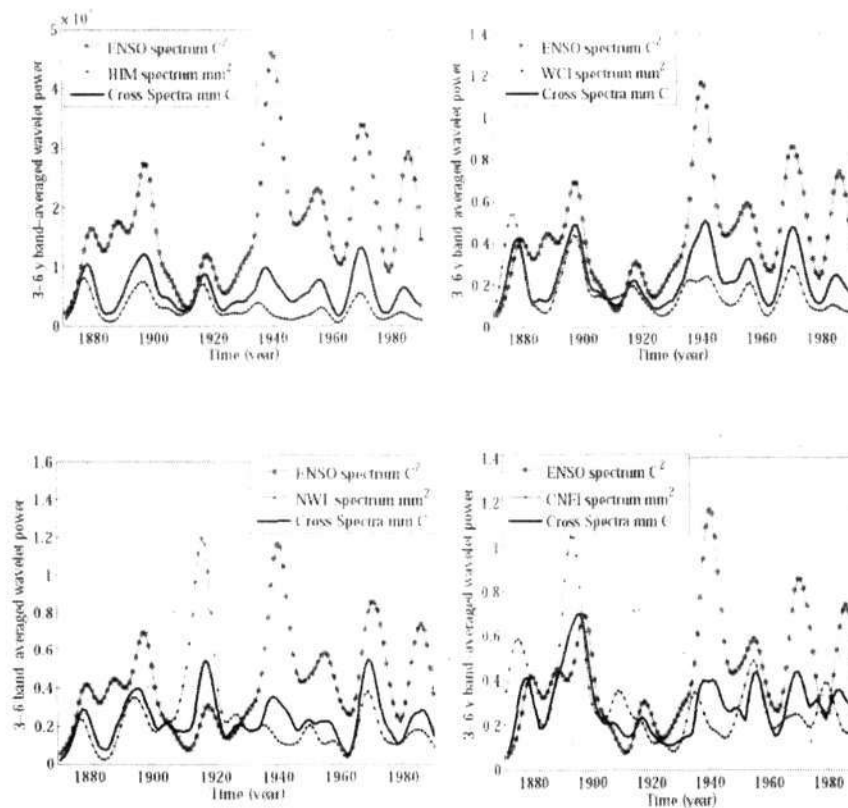 5 × 10
ENSO spectrum C²
HIM spectrum mm²
Cross Spectra mm C
3–6 y band–averaged wavelet power
4
3
2
1
0
1880 1900 1920 1940 1960 1980
Time (year)
1.4
ENSO spectrum C²
WCI spectrum mm²
Cross Spectra mm C
3–6 y band averaged wavelet power
1.2
1
0.8
0.6
0.4
0.2
0
1880 1900 1920 1940 1960 1980
Time (year)
1.6
ENSO spectrum C²
NWI spectrum mm²
Cross Spectra mm C
3–6 y band averaged wavelet power
1.4
1.2
1
0.8
0.6
0.4
0.2
0
1880 1900 1920 1940 1960 1980
Time (year)
1.4
ENSO spectrum C²
spectrum mm²
Cross Spectra mm C
3–6 y band averaged wavelet power
1.2
1
0.8
0.6
0.4
0.2
0
1880 1900 1920 1940 1960 1980
Time (year)